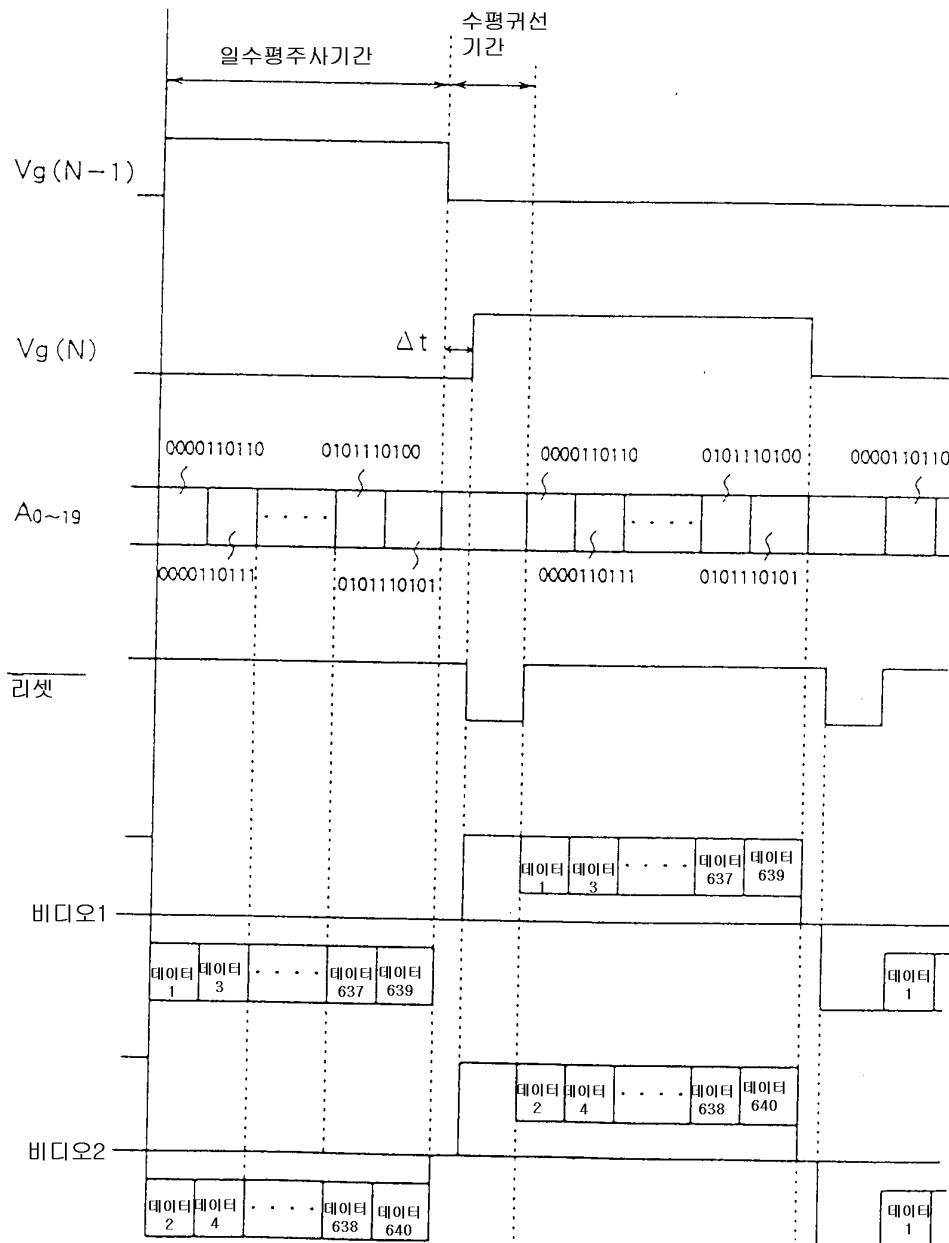 수평귀선
기간
일수평주사기간
Vg(N-1)
Vg(N)
Δt
0000110110
0101110100
0000110110
0101110100
0000110110
A0~19
0000110111
0101110101
0000110111
0101110101
리셋
데이터 1
데이터 3
데이터 637
데이터 639
비디오1
데이터 1
데이터 3
데이터 637
데이터 639
데이터 1
데이터 2
데이터 4
데이터 638
데이터 640
비디오2
데이터 2
데이터 4
데이터 638
데이터 640
데이터 1